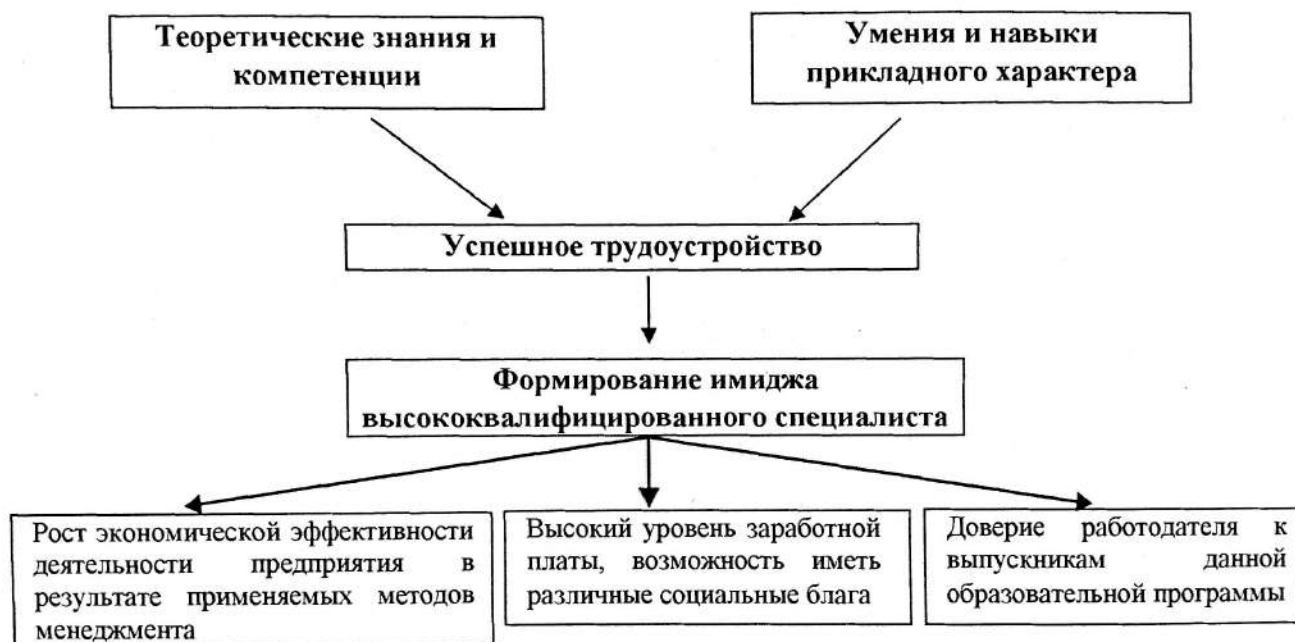 Теоретические знания и
компетенции
Умения и навыки
прикладного характера
Успешное трудоустройство
Формирование имиджа
высококвалифицированного специалиста
Рост экономической эффективности
деятельности предприятия в
результате применяемых методов
менеджмента
Высокий уровень заработной
платы, возможность иметь
различные социальные блага
Доверие работодателя к
выпускникам данной
образовательной программы